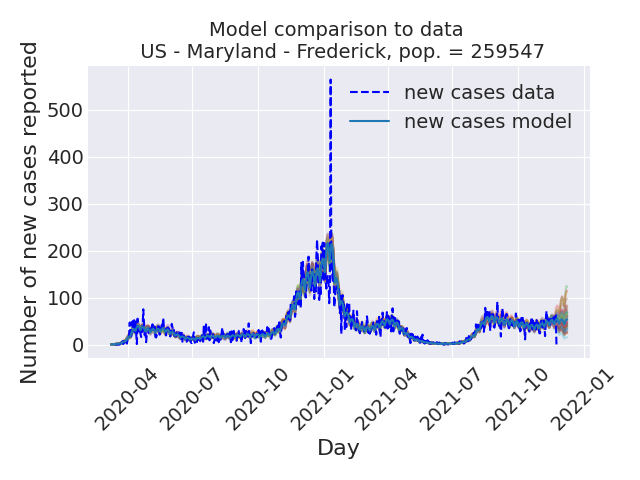 Model comparison to data
US - Maryland - Frederick, pop. = 259547
Number of new cases reported
500
400
300
200
100
0
new cases data
new cases model
2020-04
2020-07
2020-10
2021-01
2021-04
2021-07
2021-10
2022-01
Day